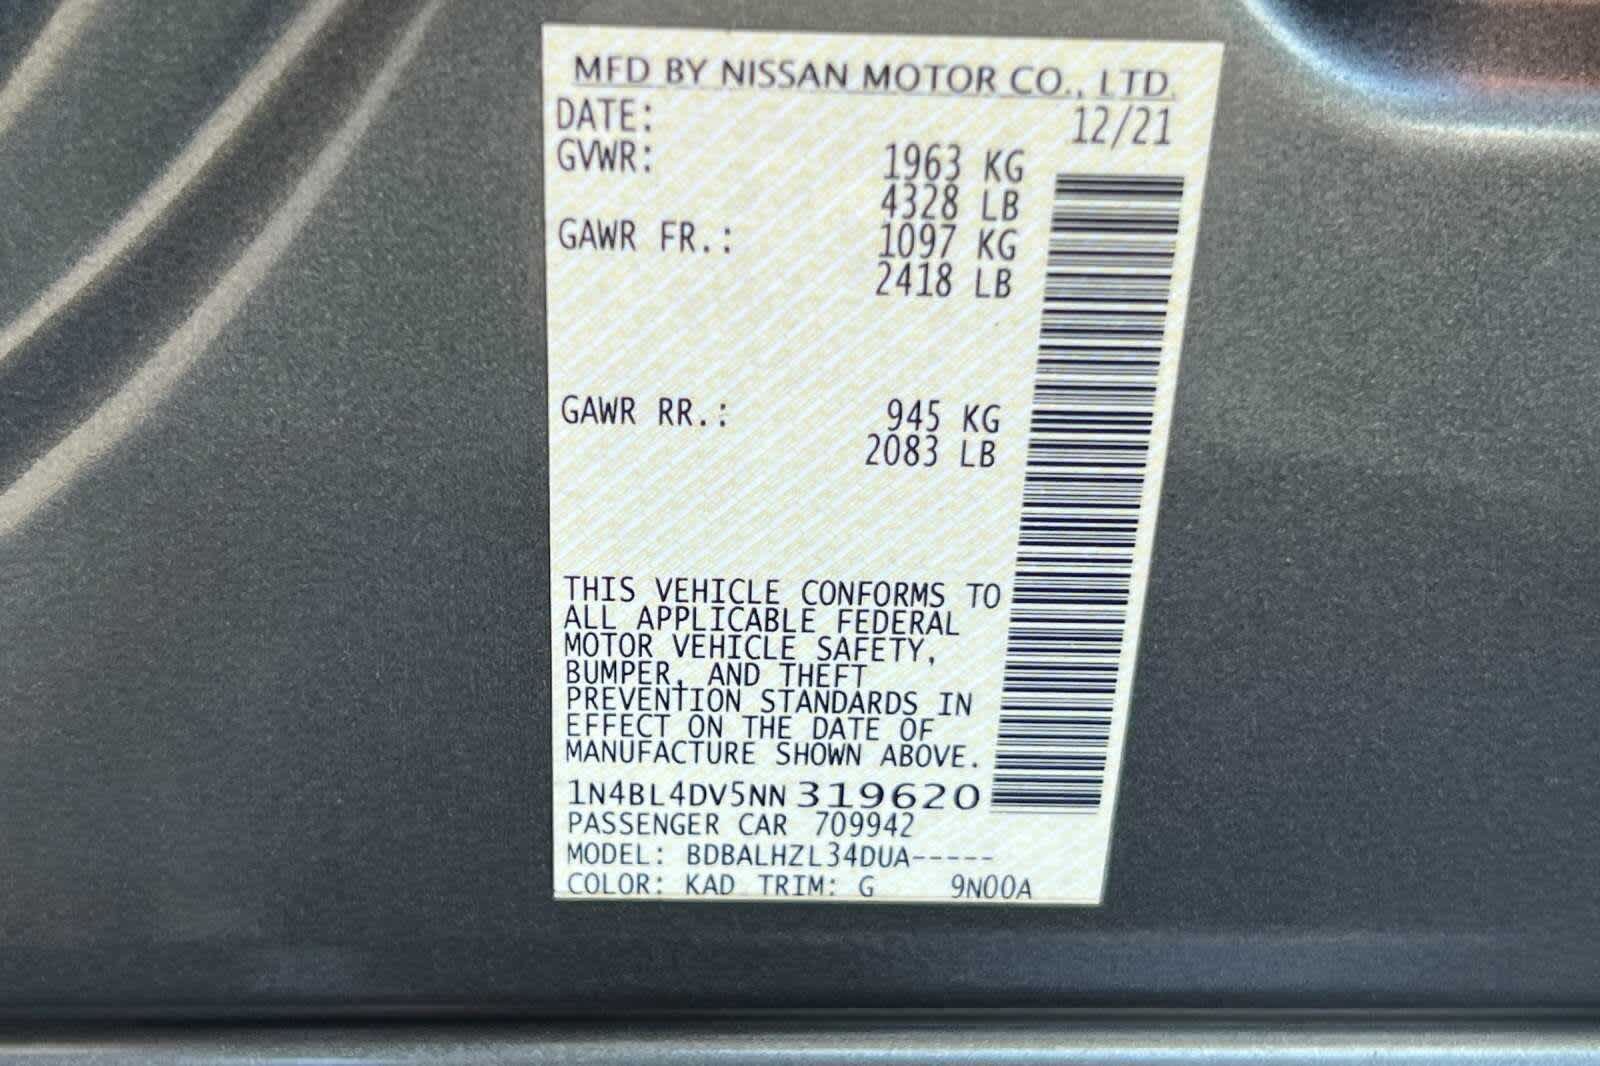 MFD BY NISSAN MOTOR CO., LTD.
DATE: 12/21
GVWR: 1963 KG
4328 LB
GAWR FR.: 1097 KG
2418 LB
GAWR RR.: 945 KG
2083 LB
THIS VEHICLE CONFORMS TO
ALL APPLICABLE FEDERAL
MOTOR VEHICLE SAFETY,
BUMPER, AND THEFT
PREVENTION STANDARDS IN
EFFECT ON THE DATE OF
MANUFACTURE SHOWN ABOVE.
1N4BL4DV5NN319620
PASSENGER CAR 709942
MODEL: BDBALHZL34DUA-----
COLOR: KAD TRIM: G 9N00A